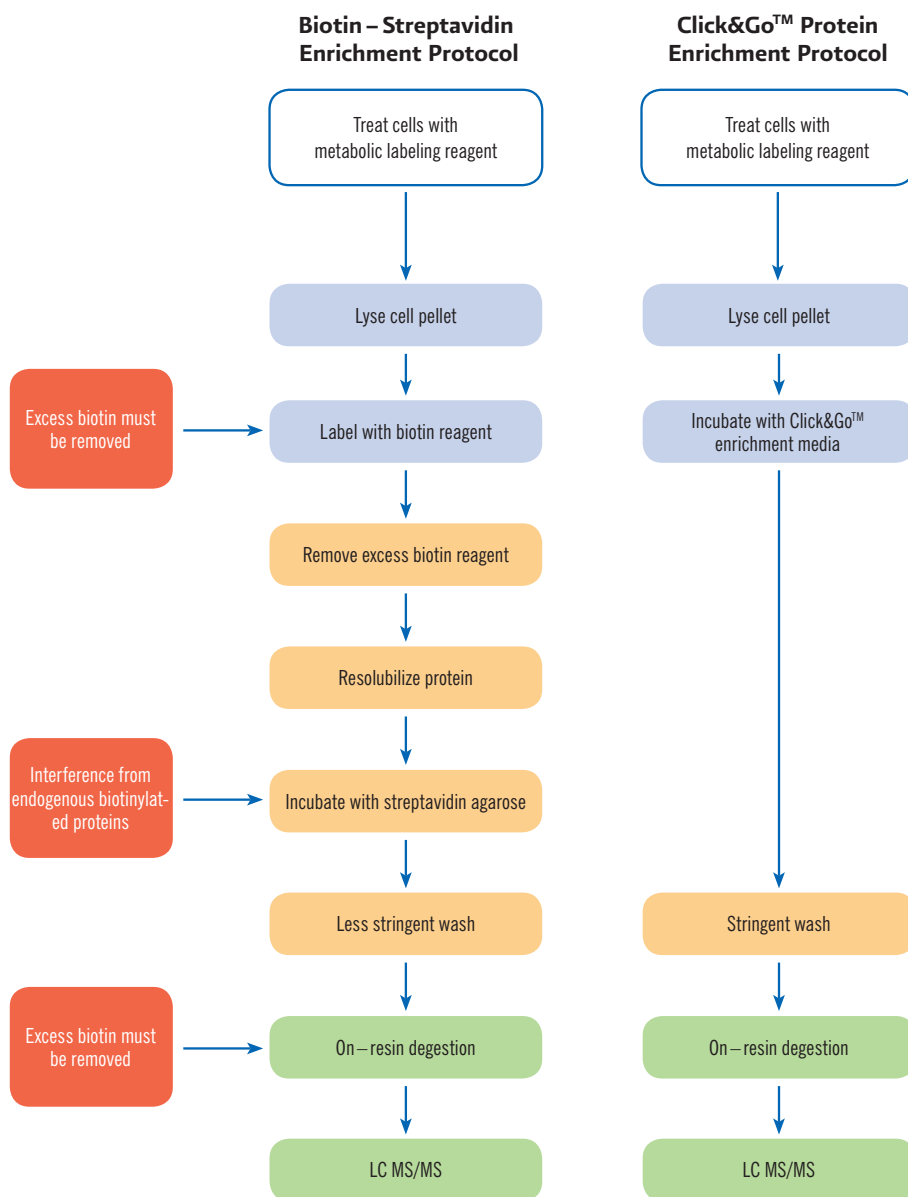 Biotin – Streptavidin
Enrichment Protocol
Click&Go™ Protein
Enrichment Protocol
Treat cells with
metabolic labeling reagent
Treat cells with
metabolic labeling reagent
Lyse cell pellet
Lyse cell pellet
Excess biotin must
be removed
Label with biotin reagent
Incubate with Click&Go™
enrichment media
Remove excess biotin reagent
Resolubilize protein
Interference from
endogenous biotinylat-
ed proteins
Incubate with streptavidin agarose
Less stringent wash
Stringent wash
Excess biotin must
be removed
On – resin degestion
On – resin degestion
LC MS/MS
LC MS/MS